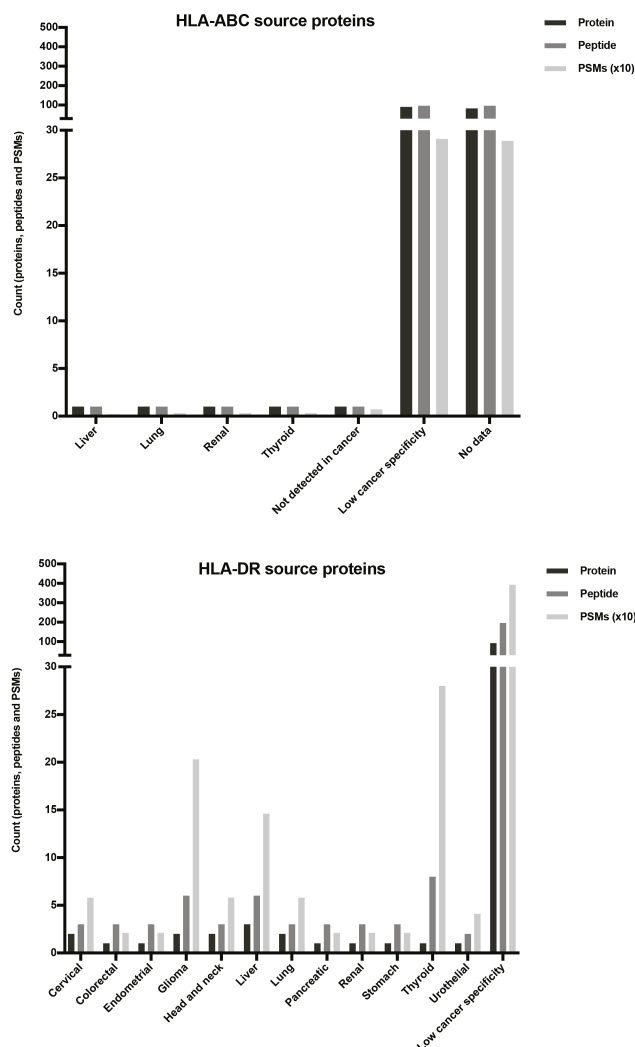 HLA-ABC source proteins
Protein
Peptide
PSMs (x10)
Count (proteins, peptides and PSMs)
500
400
300
200
100
30
25
20
15
10
5
0
Liver
Lung
Renal
Thyroid
Not detected in cancer
Low cancer specificity
No data
HLA-DR source proteins
Protein
Peptide
PSMs (x10)
Count (proteins, peptides and PSMs)
500
400
300
200
100
30
25
20
15
10
5
0
Cervical
Colorectal
Endometrial
Glioma
Head and neck
Liver
Lung
Pancreatic
Renal
Stomach
Thyroid
Urothelial
Low cancer specificity